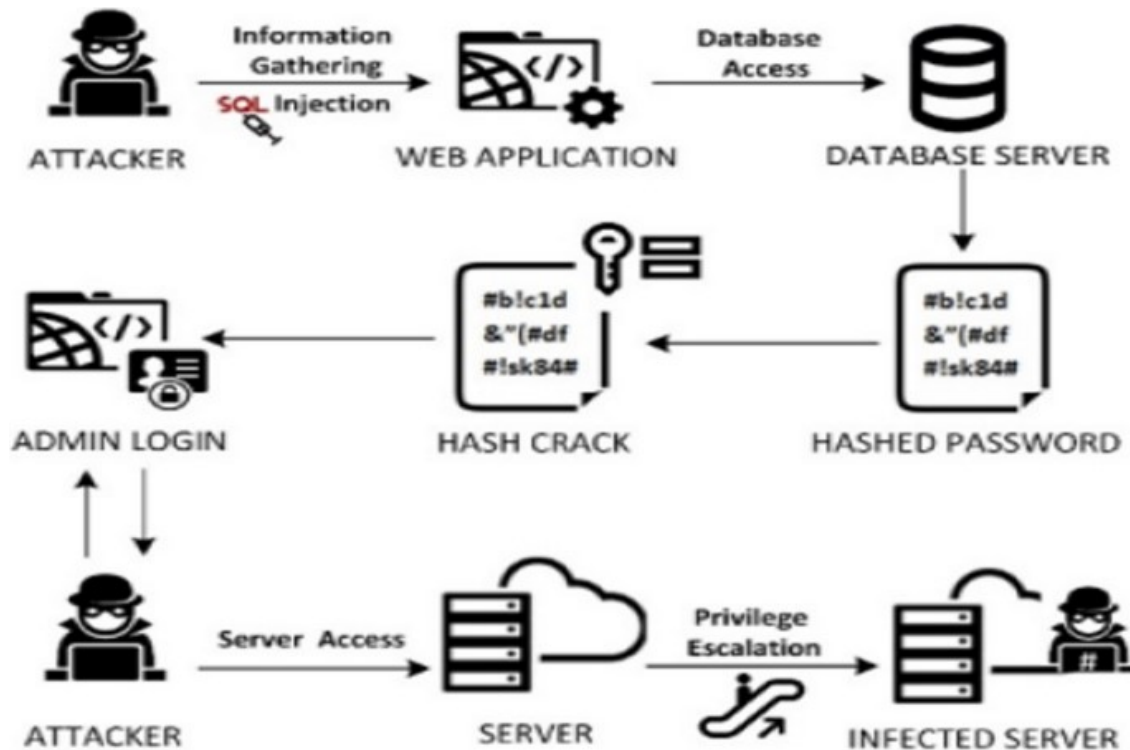 Information
Gathering
SQL Injection
Database
Access
</>
ATTACKER
WEB APPLICATION
DATABASE SERVER
</>
#b!c1d
&"(#df
#!sk84#
#b!c1d
&"(#df
#!sk84#
ADMIN LOGIN
HASH CRACK
HASHED PASSWORD
Server Access
Privilege
Escalation
#
ATTACKER
SERVER
INFECTED SERVER